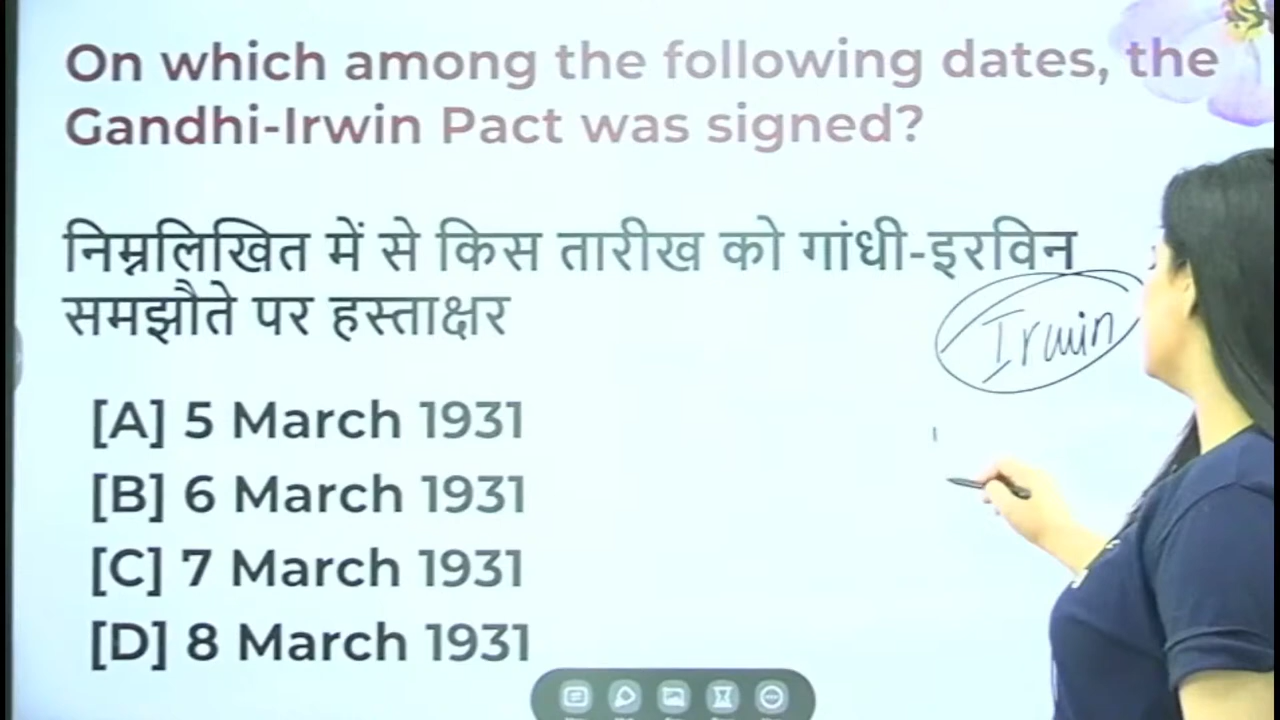 On which among the following dates, the
Gandhi-Irwin Pact was signed?
निम्नलिखित में से किस तारीख को गांधी-इरविन
समझौते पर हस्ताक्षर
Irwin
[A] 5 March 1931
[B] 6 March 1931
[C] 7 March 1931
[D] 8 March 1931